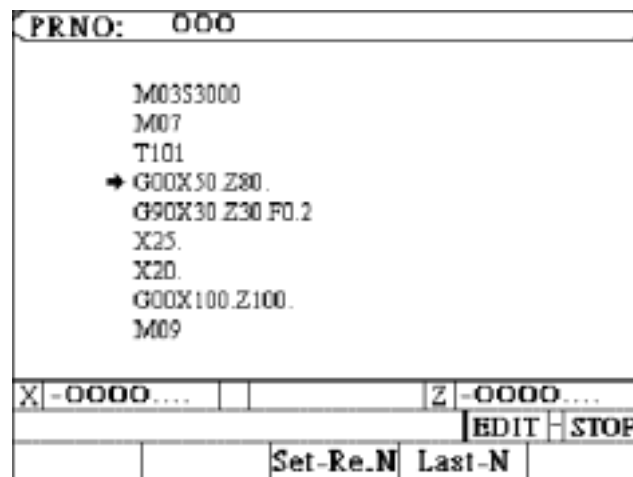 PRNO: 000
M03S3000
M07
T101
G00X50.Z80.
G90X30.Z30.F0.2
X25.
X20.
G00X100.Z100.
M09
X -0000.... Z -0000....
EDIT STOP
Set-Re.N Last-N